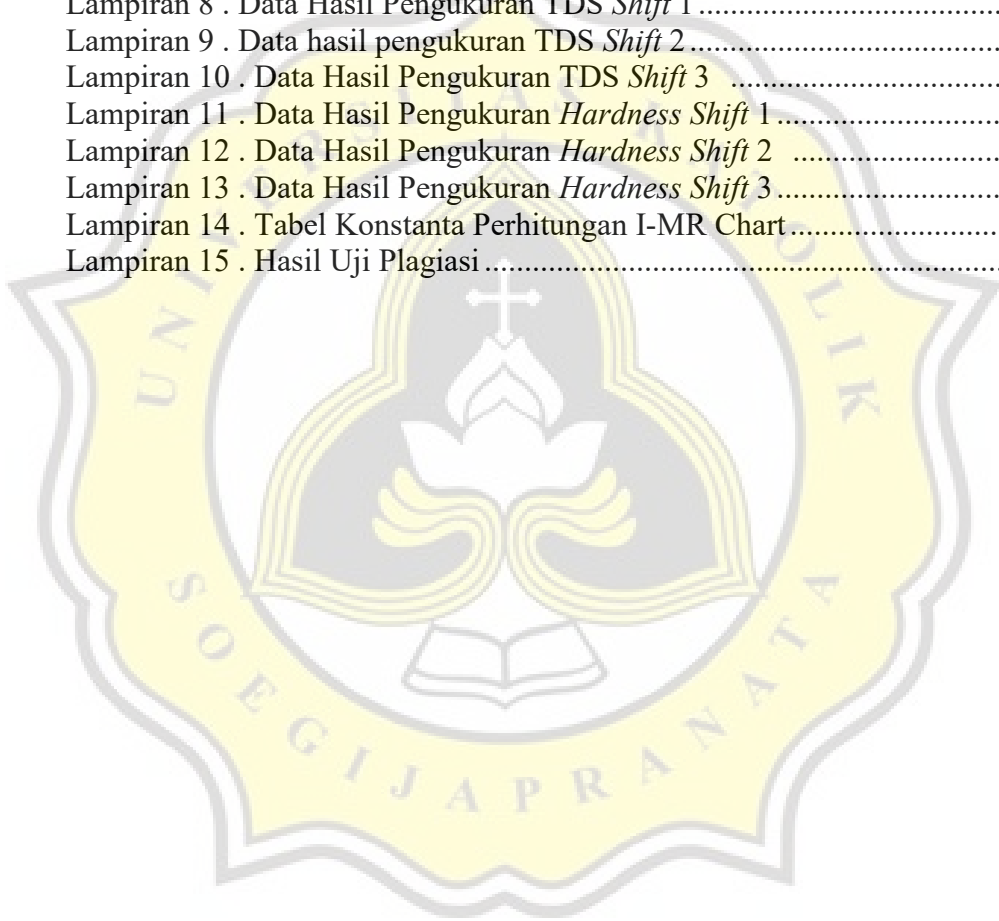 Lampiran 8 . Data Hasil Pengukuran TDS Shift 1........................................
Lampiran 9 . Data hasil pengukuran TDS Shift 2........................................
Lampiran 10 . Data Hasil Pengukuran TDS Shift 3 ...................................
Lampiran 11 . Data Hasil Pengukuran Hardness Shift 1.............................
Lampiran 12 . Data Hasil Pengukuran Hardness Shift 2 ...........................
Lampiran 13 . Data Hasil Pengukuran Hardness Shift 3.............................
Lampiran 14 . Tabel Konstanta Perhitungan I-MR Chart...........................
Lampiran 15 . Hasil Uji Plagiasi..................................................................
UNIVERSITAS KATOLIK
SOEGIJAPRANATA